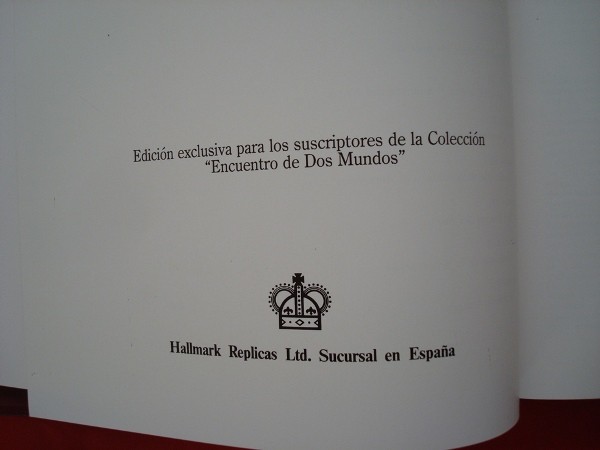 Edición exclusiva para los suscriptores de la Colección
“Encuentro de Dos Mundos”
Hallmark Replicas Ltd. Sucursal en España